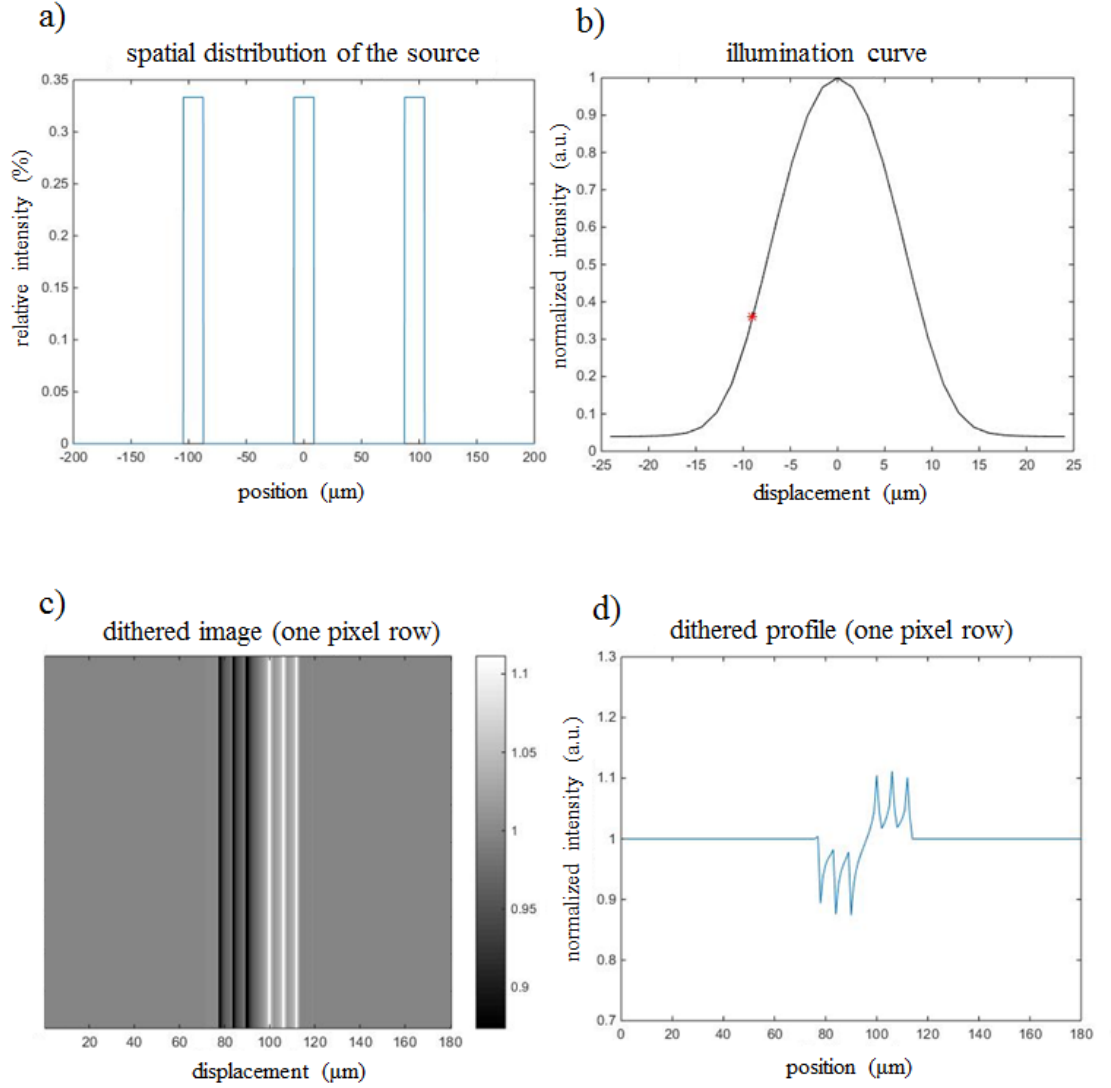 a)
spatial distribution of the source
0.35
0.3
0.25
0.2
0.15
0.1
0.05
0
-200 -150 -100 -50 0 50 100 150 200
relative intensity (%)
position (µm)
b)
illumination curve
1
0.9
0.8
0.7
0.6
0.5
0.4
0.3
0.2
0.1
0
-25 -20 -15 -10 -5 0 5 10 15 20 25
normalized intensity (a.u.)
displacement (µm)
c)
dithered image (one pixel row)
1.1
1.05
1
0.95
0.9
20 40 60 80 100 120 140 160 180
displacement (µm)
d)
dithered profile (one pixel row)
1.3
1.2
1.1
1
0.9
0.8
0.7
0 20 40 60 80 100 120 140 160 180
normalized intensity (a.u.)
position (µm)